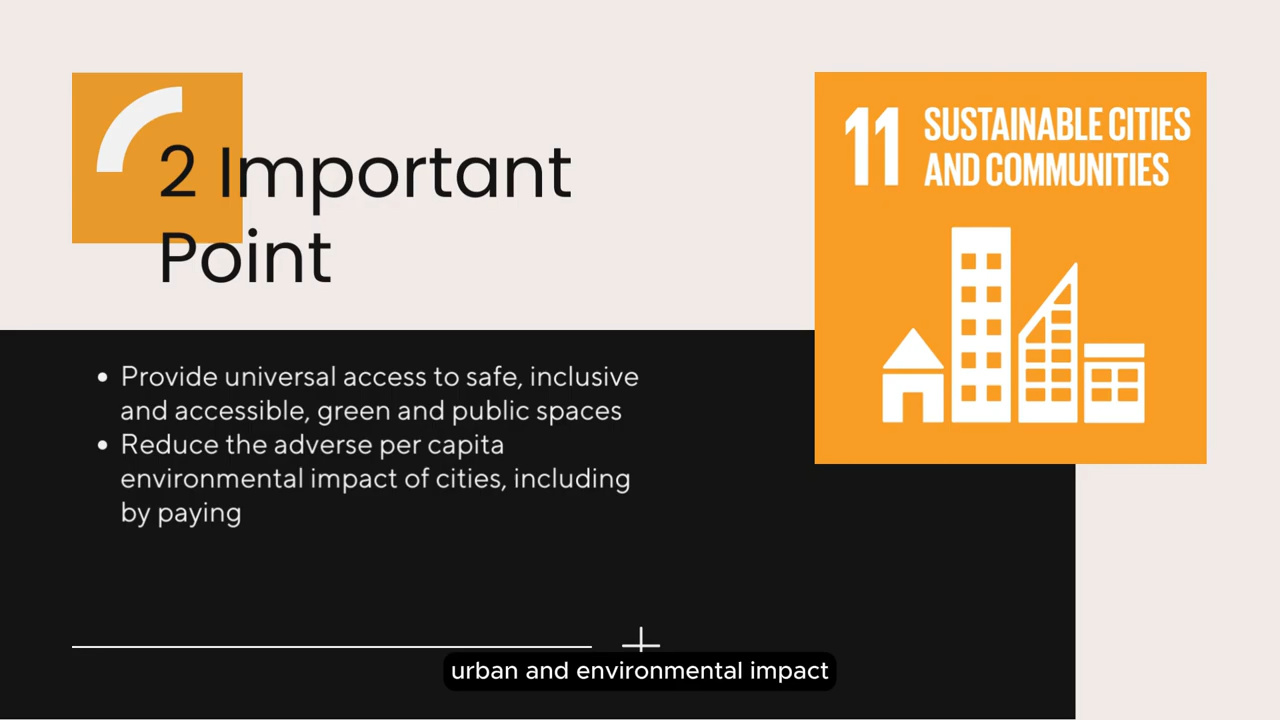 2 Important
Point
11 SUSTAINABLE CITIES
AND COMMUNITIES
• Provide universal access to safe, inclusive
and accessible, green and public spaces
• Reduce the adverse per capita
environmental impact of cities, including
by paying
urban and environmental impact